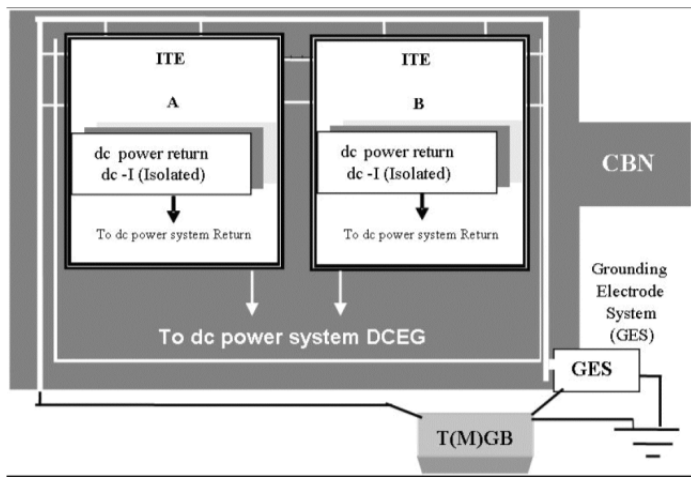 ITE
A
dc power return
dc -I (Isolated)
To dc power system Return
ITE
B
dc power return
dc -I (Isolated)
To dc power system Return
To dc power system DCEG
CBN
Grounding
Electrode
System
(GES)
GES
T(M)GB